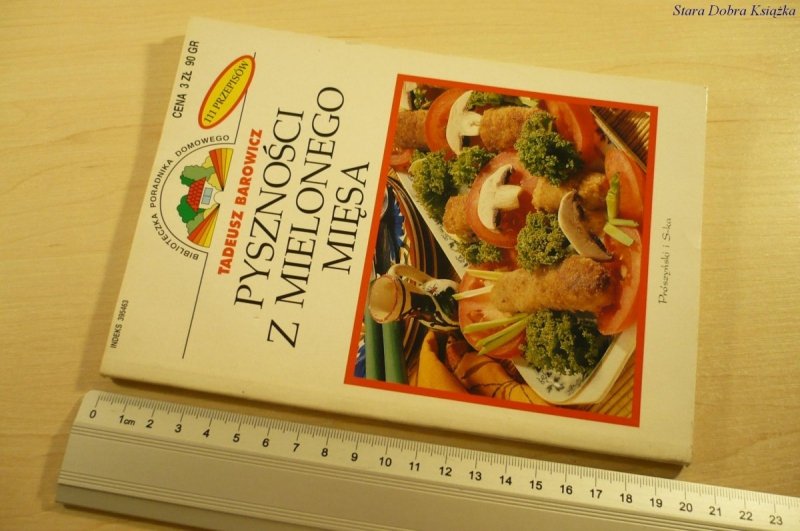 Stara Dobra Książka
CENA 3 ZŁ 90 GR
111 PRZEPISÓW
BIBLIOTECZKA PORADNIKA DOMOWEGO
TADEUSZ BAROWICZ
PYSZNOŚCI
Z MIELONEGO
MIĘSA
INDEKS 395463
Prószyński i S-ka
0 1cm 2 3 4 5 6 7 8 9 10 11 12 13 14 15 16 17 18 19 20 21 22 23